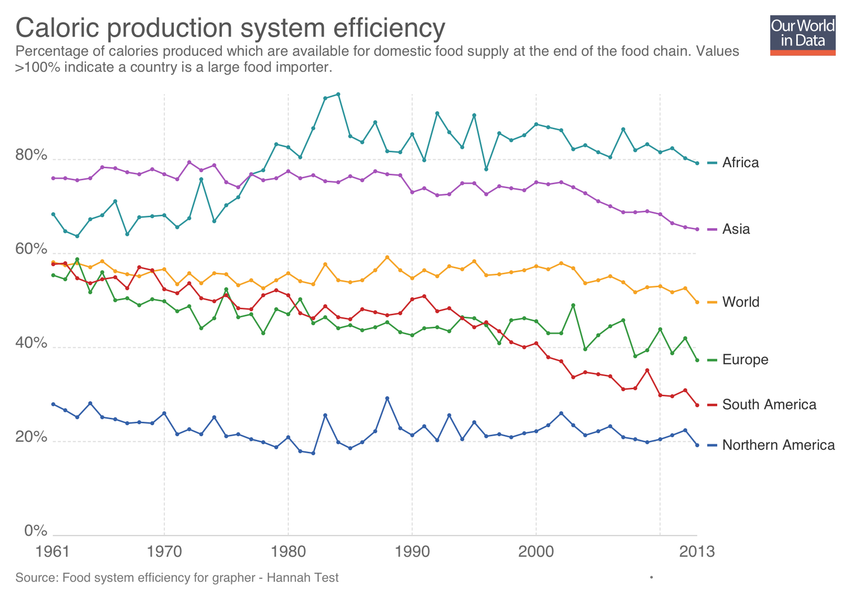 Caloric production system efficiency
Our World
in Data
Percentage of calories produced which are available for domestic food supply at the end of the food chain. Values
>100% indicate a country is a large food importer.
80%
60%
40%
20%
0%
Africa
Asia
World
Europe
South America
Northern America
1961
1970
1980
1990
2000
2013
Source: Food system efficiency for grapher - Hannah Test